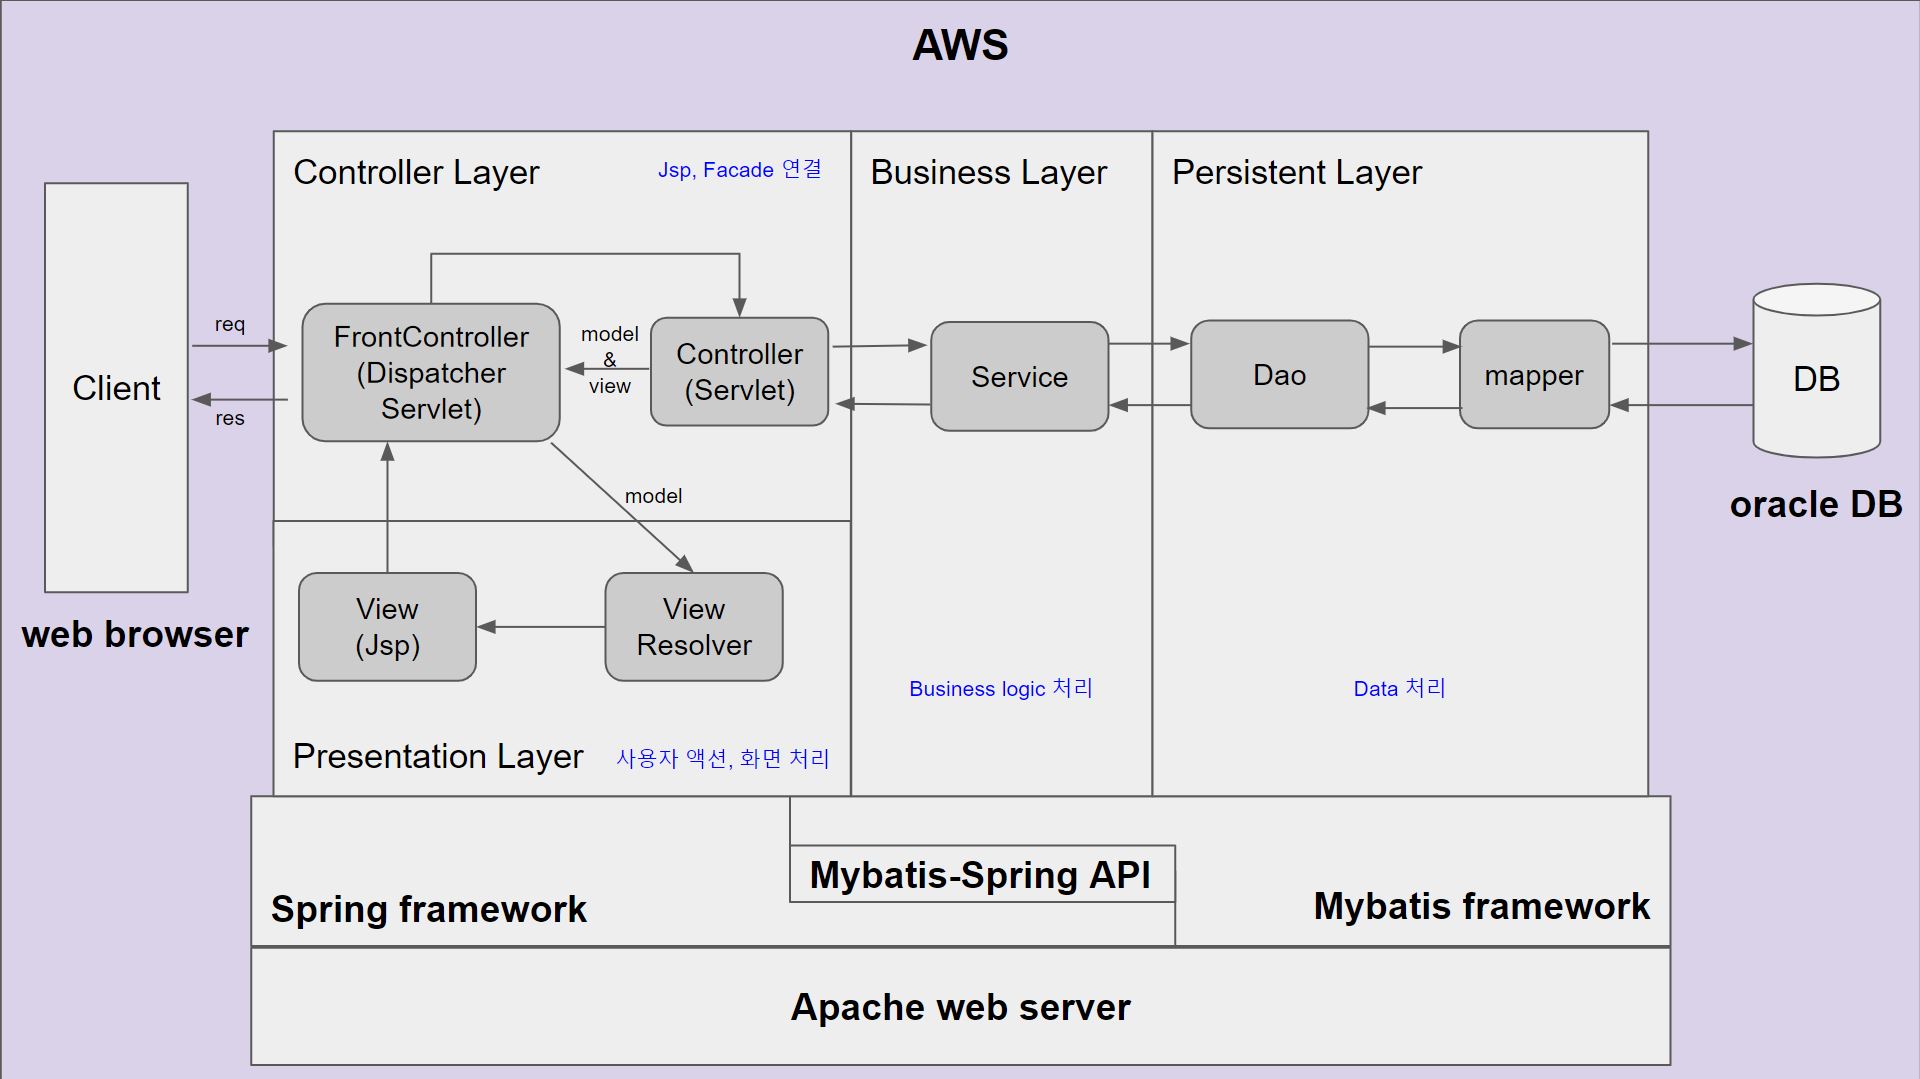 AWS
Controller Layer
Jsp, Facade 연결
Business Layer
Persistent Layer
Client
req
res
FrontController
(Dispatcher
Servlet)
model
&
view
Controller
(Servlet)
Service
Dao
mapper
DB
model
oracle DB
web browser
View
(Jsp)
View
Resolver
Business logic 처리
Data 처리
Presentation Layer
사용자 액션, 화면 처리
Mybatis-Spring API
Spring framework
Mybatis framework
Apache web server